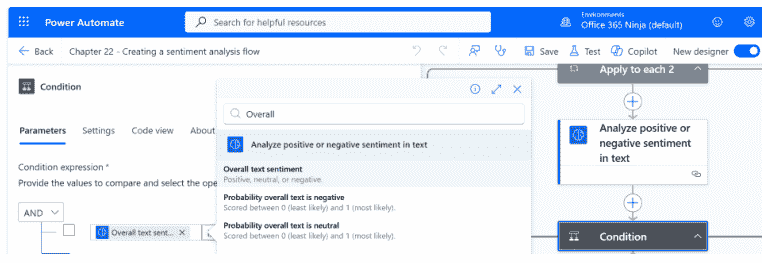 Power Automate
Search for helpful resources
Environments
Office 365 Ninja (default)
Back
Chapter 22 - Creating a sentiment analysis flow
Save
Test
Copilot
New designer
Condition
Parameters
Settings
Code view
About
Condition expression *
Provide the values to compare and select the ope
AND
Overall text sent...
Overall
Analyze positive or negative sentiment in text
Overall text sentiment
Positive, neutral, or negative.
Probability overall text is negative
Scored between 0 (least likely) and 1 (most likely).
Probability overall text is neutral
Scored between 0 (least likely) and 1 (most likely).
Apply to each 2
Analyze positive or
negative sentiment
in text
Condition